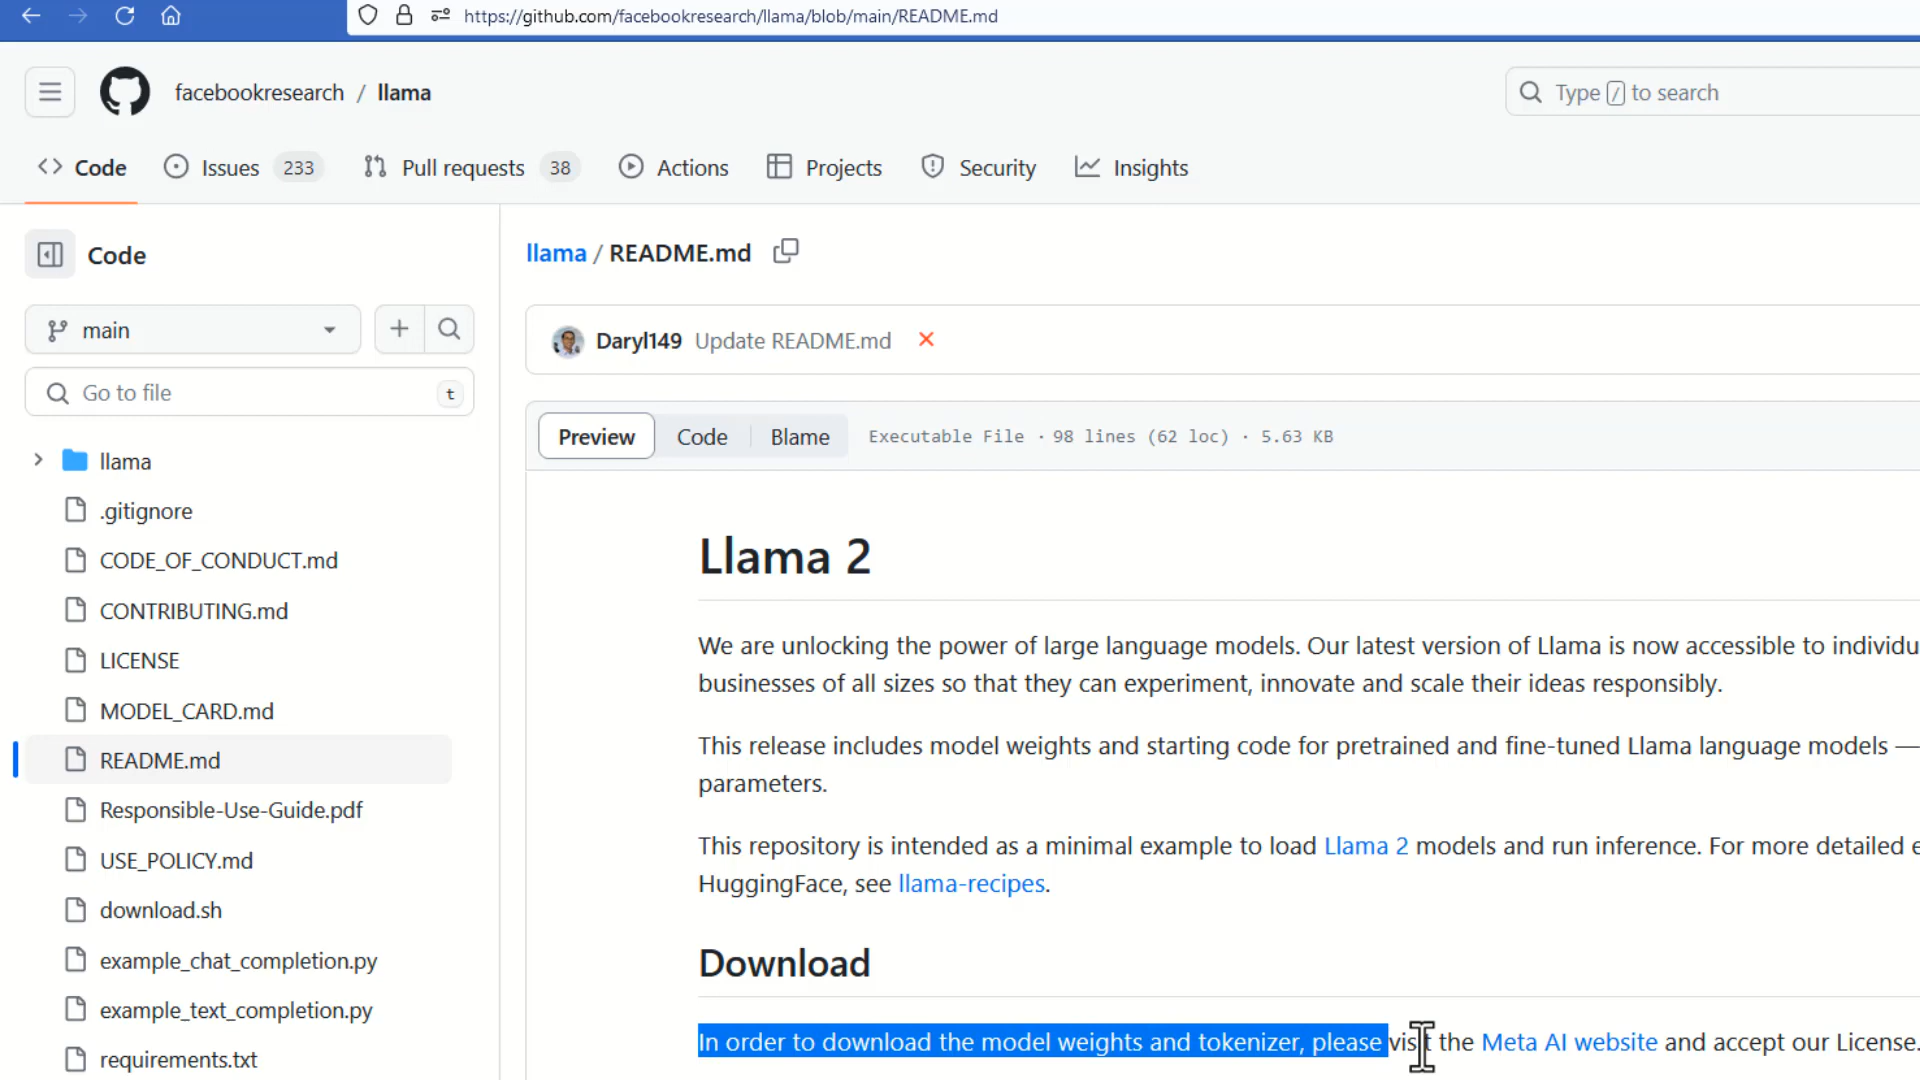 https://github.com/facebookresearch/llama/blob/main/README.md
facebookresearch / llama
Type / to search
Code
Issues 233
Pull requests 38
Actions
Projects
Security
Insights
Code
main
Go to file
t
llama
.gitignore
CODE_OF_CONDUCT.md
CONTRIBUTING.md
LICENSE
MODEL_CARD.md
README.md
Responsible-Use-Guide.pdf
USE_POLICY.md
download.sh
example_chat_completion.py
example_text_completion.py
requirements.txt
llama / README.md
Daryl149 Update README.md
Preview
Code
Blame
Executable File · 98 lines (62 loc) · 5.63 KB
Llama 2
We are unlocking the power of large language models. Our latest version of Llama is now accessible to individu
businesses of all sizes so that they can experiment, innovate and scale their ideas responsibly.
This release includes model weights and starting code for pretrained and fine-tuned Llama language models —
parameters.
This repository is intended as a minimal example to load Llama 2 models and run inference. For more detailed e
HuggingFace, see llama-recipes.
Download
In order to download the model weights and tokenizer, please visit the Meta AI website and accept our License.